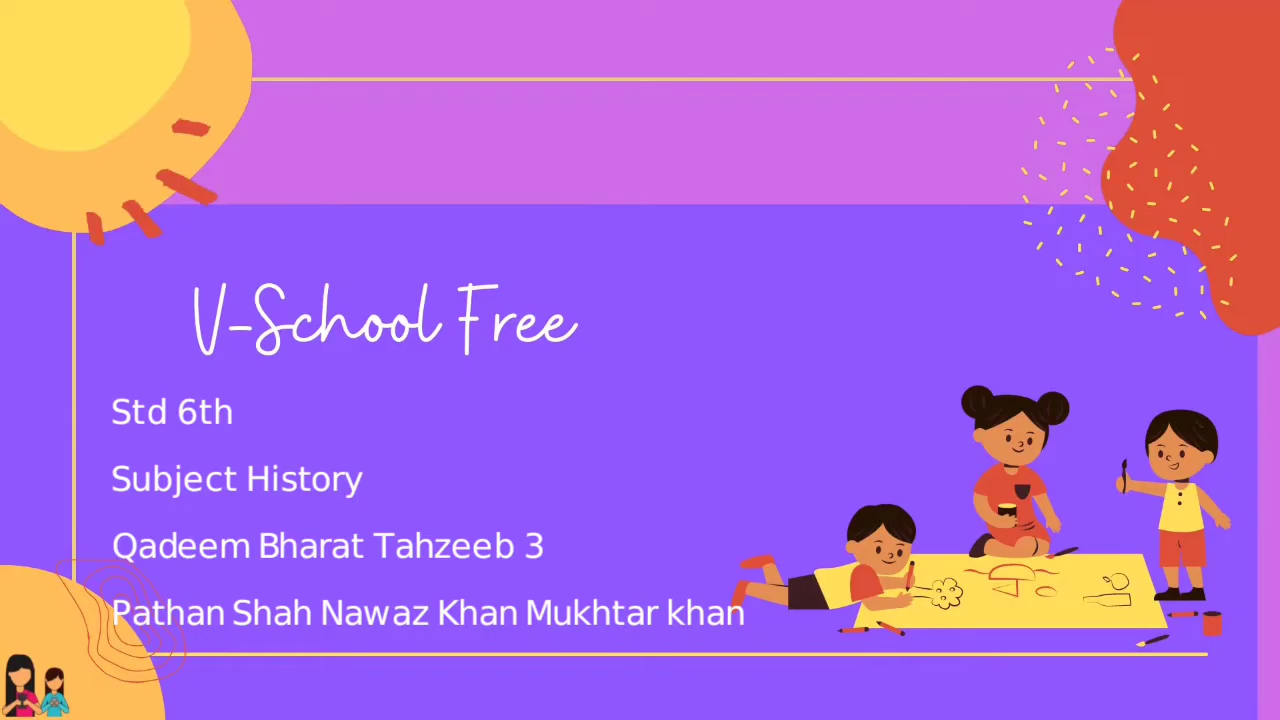 V-School Free
Std 6th
Subject History
Qadeem Bharat Tahzeeb 3
Pathan Shah Nawaz Khan Mukhtar khan